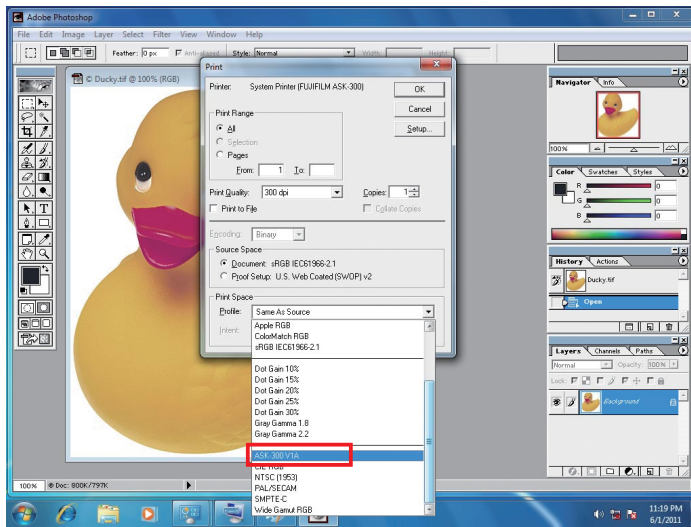 Adobe Photoshop
File Edit Image Layer Select Filter View Window Help
Feather: 0 px Anti-aliased Style: Normal Width: Height:
© Ducky.tif @ 100% (RGB)
Print
Printer: System Printer (FUJIFILM ASK-300)
OK
Cancel
Setup...
Print Range
All
Selection
Pages
From: 1 To:
Print Quality: 300 dpi Copies: 1
Print to File Collate Copies
Encoding: Binary
Source Space
Document: sRGB IEC61966-2.1
Proof Setup: U.S. Web Coated (SWOP) v2
Print Space
Profile: Same As Source
Intent:
Apple RGB
ColorMatch RGB
sRGB IEC61966-2.1
Dot Gain 10%
Dot Gain 15%
Dot Gain 20%
Dot Gain 25%
Dot Gain 30%
Gray Gamma 1.8
Gray Gamma 2.2
ASK-300 V1A
CIE RGB
NTSC (1953)
PAL/SECAM
SMPTE-C
Wide Gamut RGB
Navigator Info
100%
Color Swatches Styles
R 0
G 0
B 0
History Actions
Ducky.tif
Open
Layers Channels Paths
Normal Opacity: 100%
Lock:
Background
100% Doc: 800K/797K
11:19 PM
6/1/2011